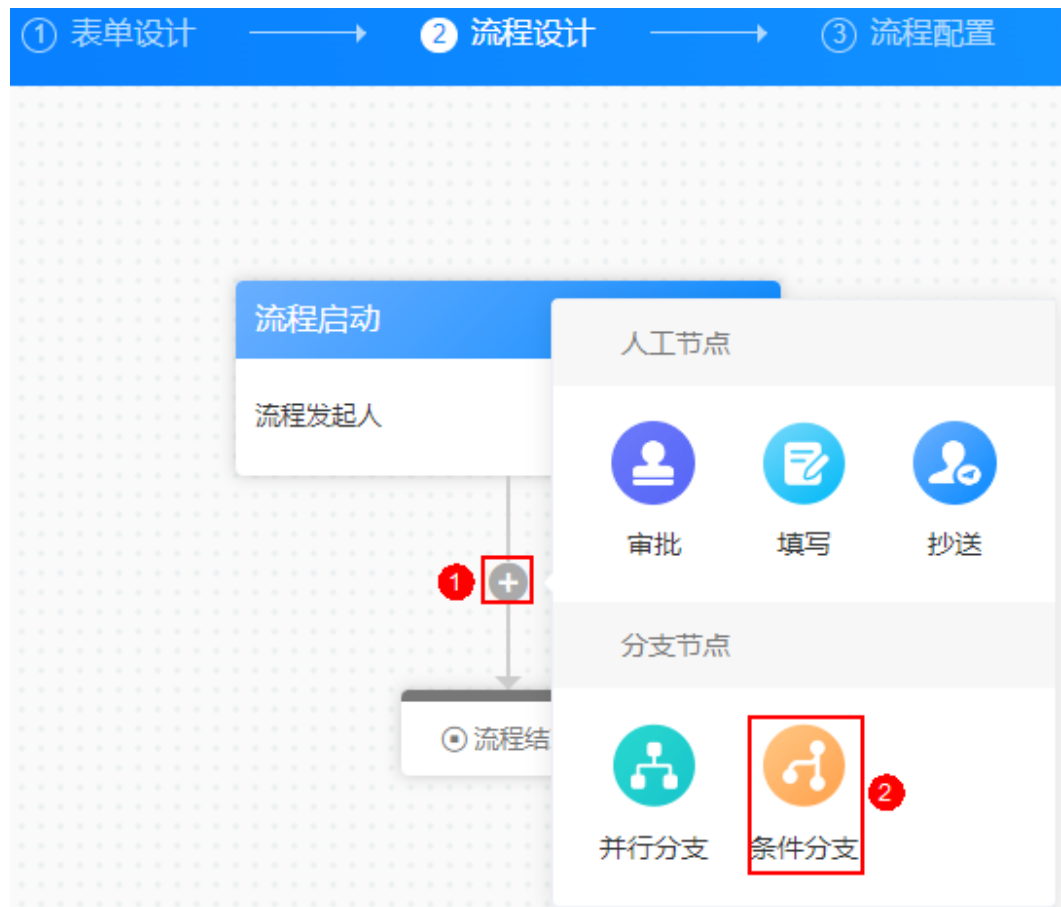 ① 表单设计 ② 流程设计 ③ 流程配置
流程启动
人工节点
流程发起人
审批 填写 抄送
1
分支节点
流程结
2
并行分支 条件分支